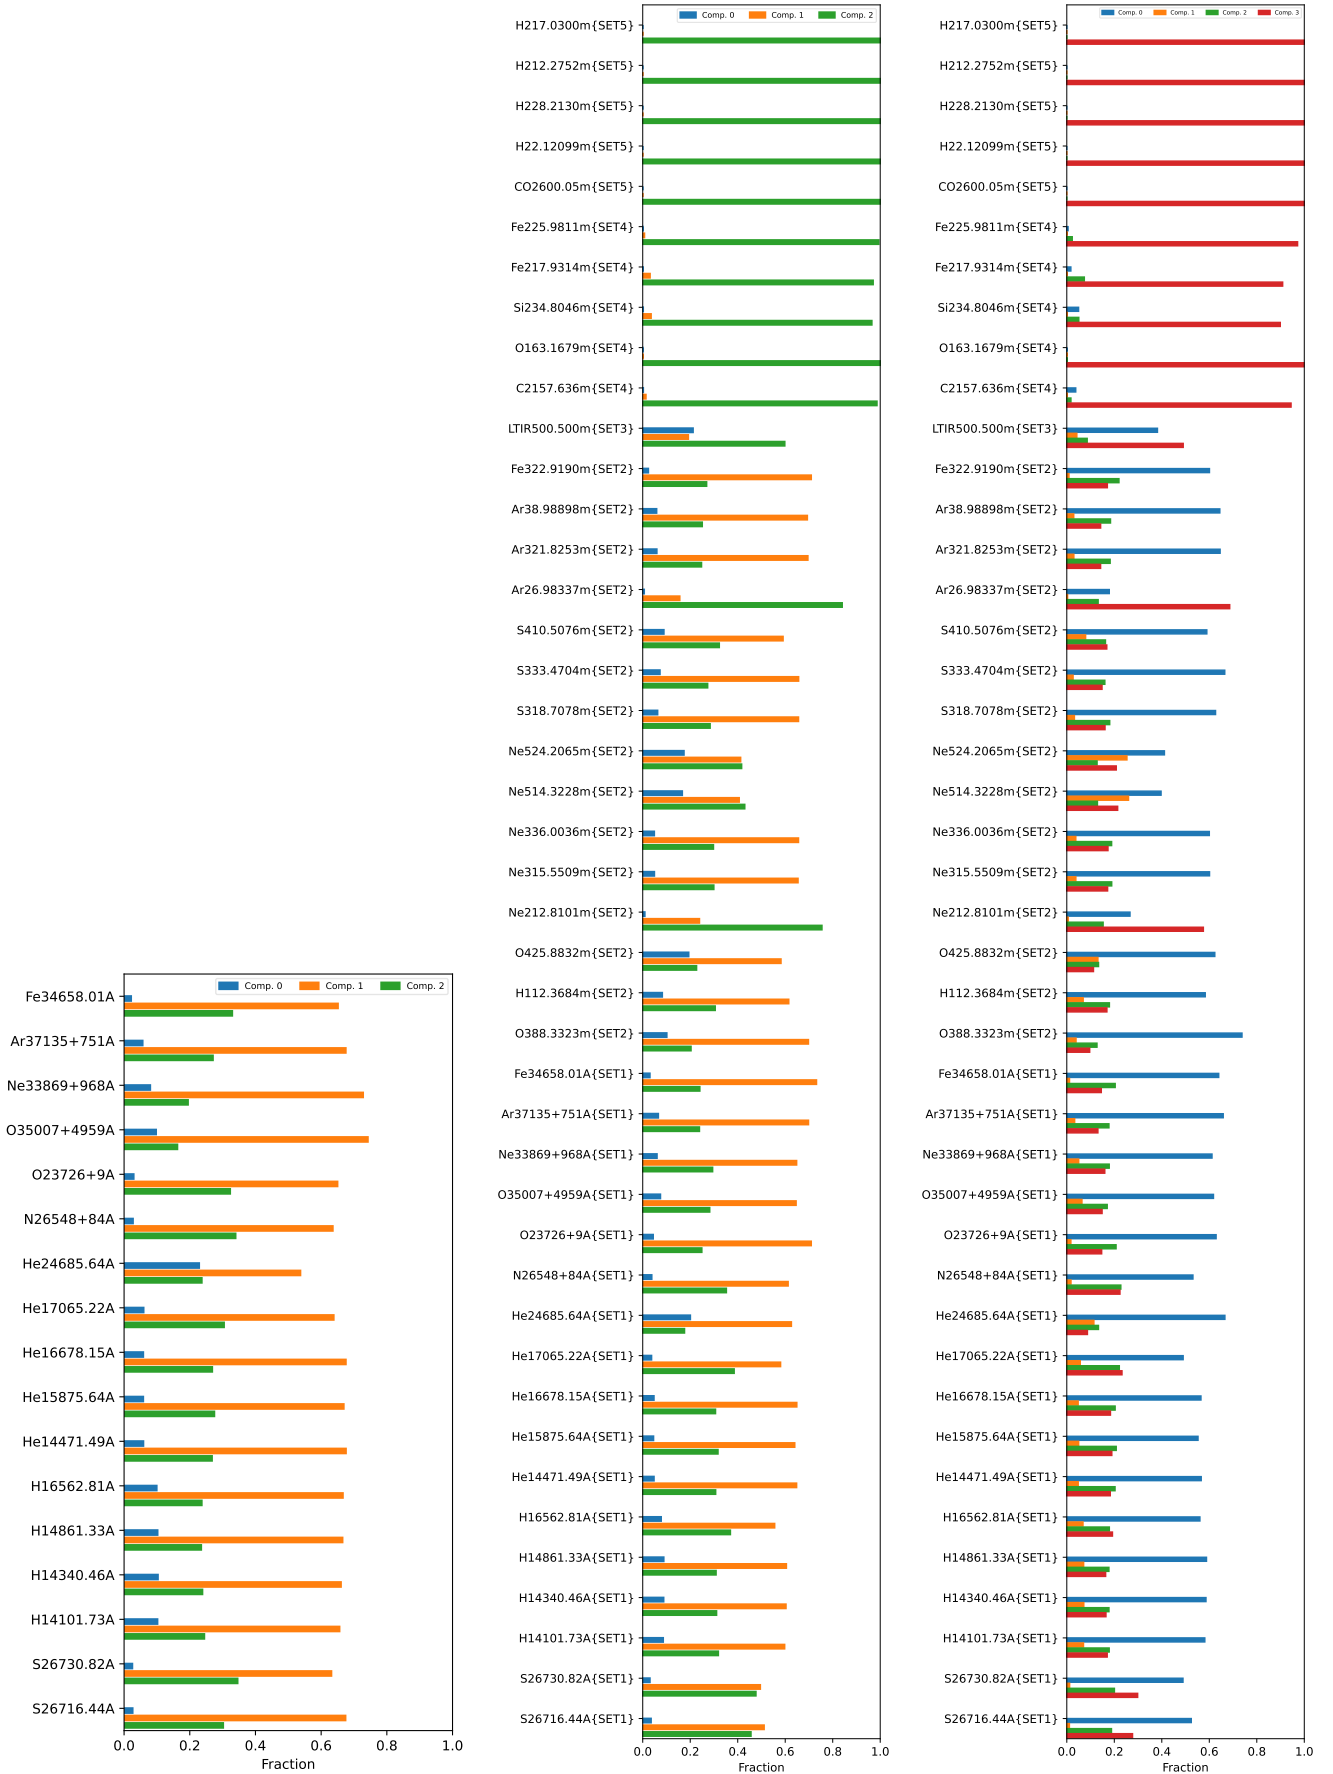 Comp. 0 Comp. 1 Comp. 2
Fe34658.01A
Ar37135+751A
Ne33869+968A
O35007+4959A
O23726+9A
N26548+84A
He24685.64A
He17065.22A
He16678.15A
He15875.64A
He14471.49A
H16562.81A
H14861.33A
H14340.46A
H14101.73A
S26730.82A
S26716.44A
0.0 0.2 0.4 0.6 0.8 1.0
Fraction
Comp. 0 Comp. 1 Comp. 2
H217.0300m{SET5}
H212.2752m{SET5}
H228.2130m{SET5}
H22.12099m{SET5}
CO2600.05m{SET5}
Fe225.9811m{SET4}
Fe217.9314m{SET4}
Si234.8046m{SET4}
O163.1679m{SET4}
C2157.636m{SET4}
LTIR500.500m{SET3}
Fe322.9190m{SET2}
Ar38.98898m{SET2}
Ar321.8253m{SET2}
Ar26.98337m{SET2}
S410.5076m{SET2}
S333.4704m{SET2}
S318.7078m{SET2}
Ne524.2065m{SET2}
Ne514.3228m{SET2}
Ne336.0036m{SET2}
Ne315.5509m{SET2}
Ne212.8101m{SET2}
O425.8832m{SET2}
H112.3684m{SET2}
O388.3323m{SET2}
Fe34658.01A{SET1}
Ar37135+751A{SET1}
Ne33869+968A{SET1}
O35007+4959A{SET1}
O23726+9A{SET1}
N26548+84A{SET1}
He24685.64A{SET1}
He17065.22A{SET1}
He16678.15A{SET1}
He15875.64A{SET1}
He14471.49A{SET1}
H16562.81A{SET1}
H14861.33A{SET1}
H14340.46A{SET1}
H14101.73A{SET1}
S26730.82A{SET1}
S26716.44A{SET1}
0.0 0.2 0.4 0.6 0.8 1.0
Fraction
Comp. 0 Comp. 1 Comp. 2 Comp. 3
H217.0300m{SET5}
H212.2752m{SET5}
H228.2130m{SET5}
H22.12099m{SET5}
CO2600.05m{SET5}
Fe225.9811m{SET4}
Fe217.9314m{SET4}
Si234.8046m{SET4}
O163.1679m{SET4}
C2157.636m{SET4}
LTIR500.500m{SET3}
Fe322.9190m{SET2}
Ar38.98898m{SET2}
Ar321.8253m{SET2}
Ar26.98337m{SET2}
S410.5076m{SET2}
S333.4704m{SET2}
S318.7078m{SET2}
Ne524.2065m{SET2}
Ne514.3228m{SET2}
Ne336.0036m{SET2}
Ne315.5509m{SET2}
Ne212.8101m{SET2}
O425.8832m{SET2}
H112.3684m{SET2}
O388.3323m{SET2}
Fe34658.01A{SET1}
Ar37135+751A{SET1}
Ne33869+968A{SET1}
O35007+4959A{SET1}
O23726+9A{SET1}
N26548+84A{SET1}
He24685.64A{SET1}
He17065.22A{SET1}
He16678.15A{SET1}
He15875.64A{SET1}
He14471.49A{SET1}
H16562.81A{SET1}
H14861.33A{SET1}
H14340.46A{SET1}
H14101.73A{SET1}
S26730.82A{SET1}
S26716.44A{SET1}
0.0 0.2 0.4 0.6 0.8 1.0
Fraction